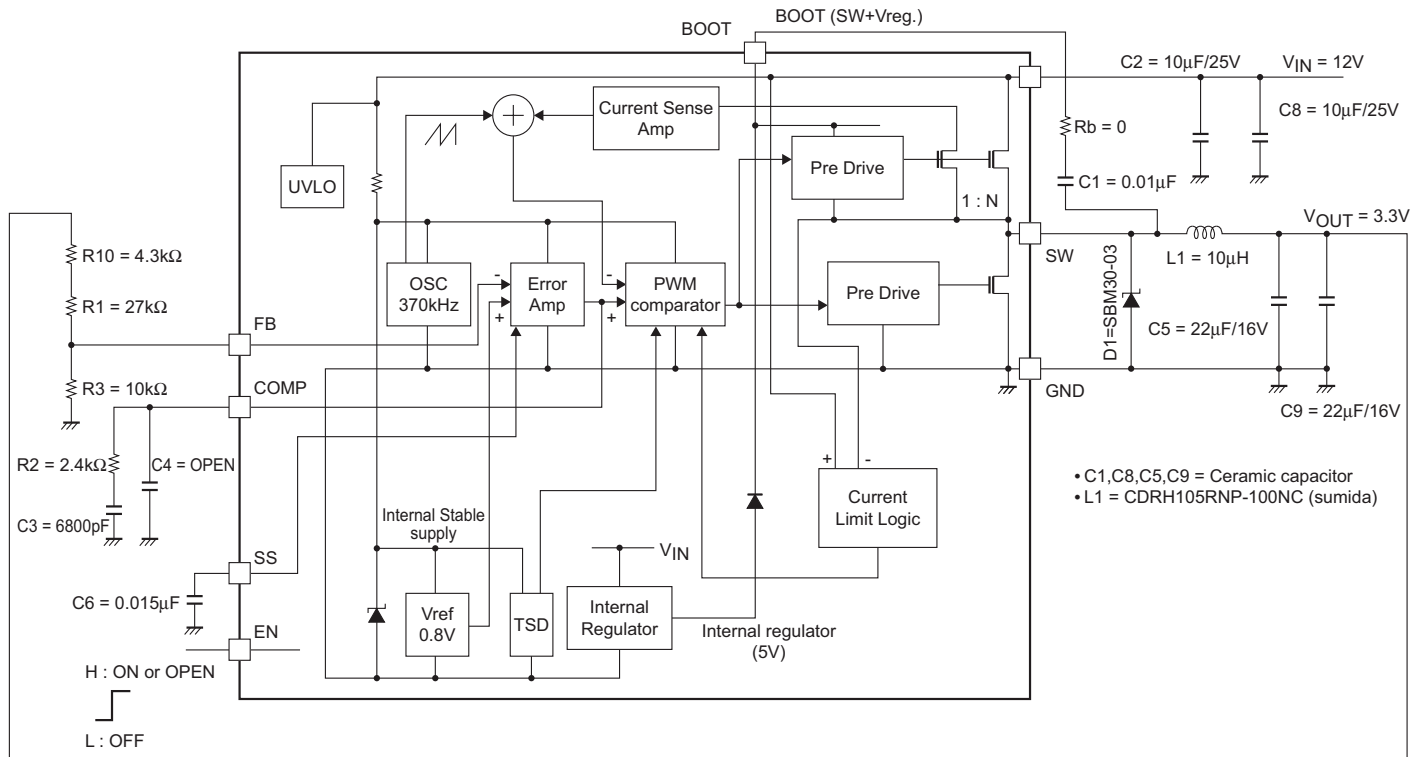 BOOT (SW+Vreg.)
BOOT
C2 = 10μF/25V
VIN = 12V
C8 = 10μF/25V
Current Sense
Amp
Rb = 0
UVLO
Pre Drive
C1 = 0.01μF
1 : N
VOUT = 3.3V
SW
L1 = 10μH
R10 = 4.3kΩ
R1 = 27kΩ
FB
R3 = 10kΩ
COMP
OSC
370kHz
-
+
Error
Amp
-
+
PWM
comparator
Pre Drive
D1=SBM30-03
C5 = 22μF/16V
GND
C9 = 22μF/16V
R2 = 2.4kΩ
C4 = OPEN
C3 = 6800pF
+
-
Current
Limit Logic
• C1,C8,C5,C9 = Ceramic capacitor
• L1 = CDRH105RNP-100NC (sumida)
Internal Stable
supply
SS
C6 = 0.015μF
VIN
Vref
0.8V
TSD
Internal
Regulator
Internal regulator
(5V)
EN
H : ON or OPEN
L : OFF